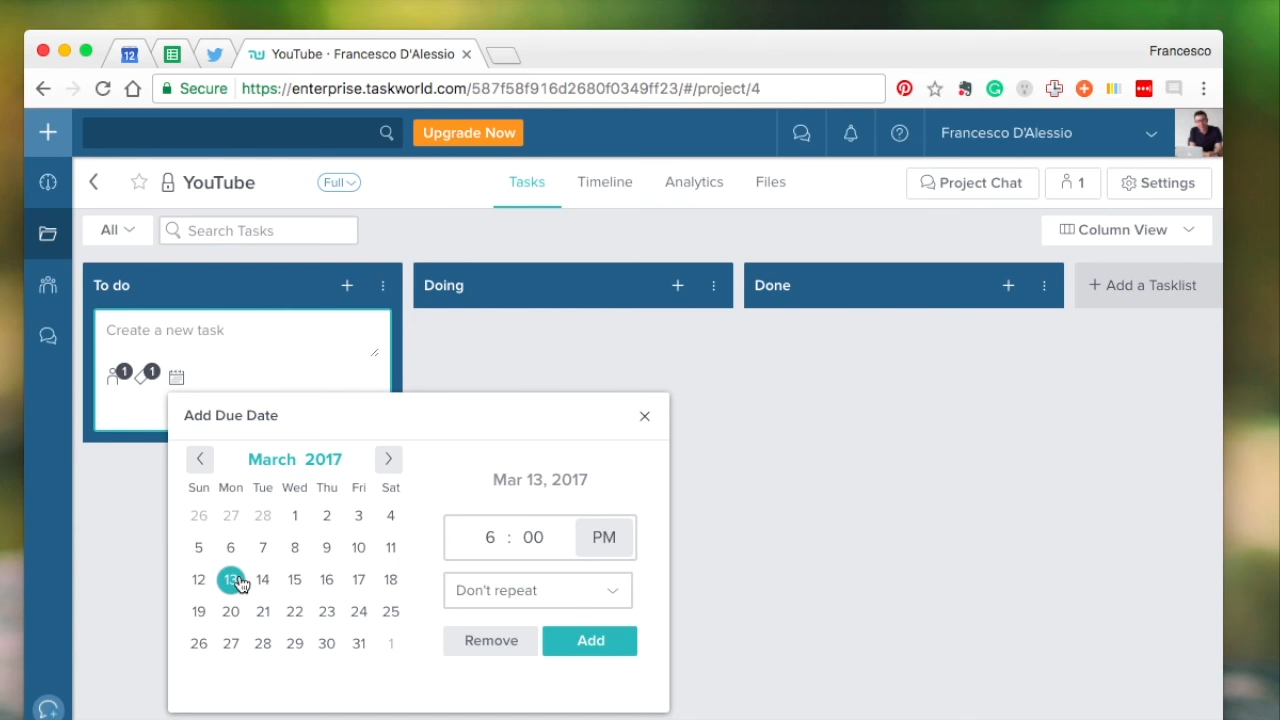 12
YouTube · Francesco D'Alessio
Francesco
Secure https://enterprise.taskworld.com/587f58f916d2680f0349ff23/#/project/4
Upgrade Now
Francesco D'Alessio
YouTube
Full
Tasks
Timeline
Analytics
Files
Project Chat
1
Settings
All
Search Tasks
Column View
To do
Doing
Done
+ Add a Tasklist
Create a new task
1 1
Add Due Date
March 2017
Sun Mon Tue Wed Thu Fri Sat
26 27 28 1 2 3 4
5 6 7 8 9 10 11
12 13 14 15 16 17 18
19 20 21 22 23 24 25
26 27 28 29 30 31 1
Mar 13, 2017
6 : 00 PM
Don't repeat
Remove
Add